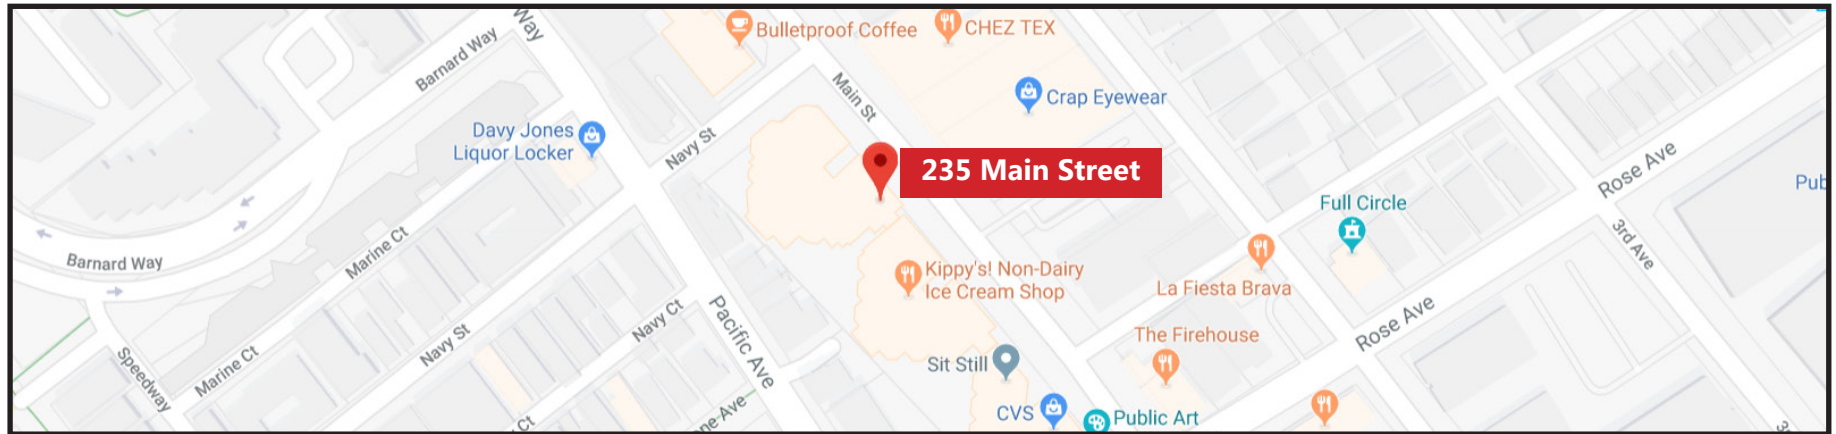 Way
Bulletproof Coffee
CHEZ TEX
Barnard Way
Main St
Crap Eyewear
Davy Jones
Liquor Locker
Navy St
235 Main Street
Rose Ave
Pub
Full Circle
3rd Ave
Barnard Way
Marine Ct
Kippy's! Non-Dairy
Ice Cream Shop
La Fiesta Brava
Pacific Ave
Navy Ct
Rose Ave
Navy St
The Firehouse
Speedway
Marine Ct
Sit Still
CVS
Public Art
Ct
ne Ave